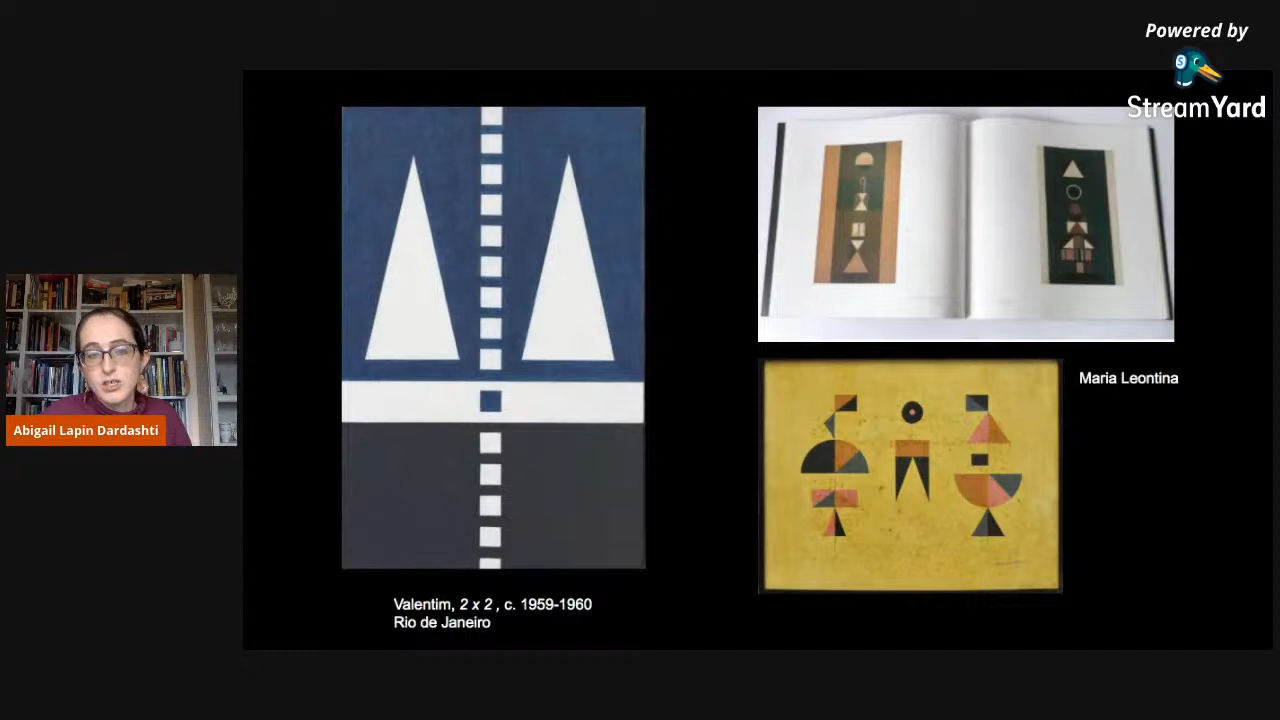 Powered by
StreamYard
Maria Leontina
Abigail Lapin Dardashti
Valentim, 2 x 2 , c. 1959-1960
Rio de Janeiro